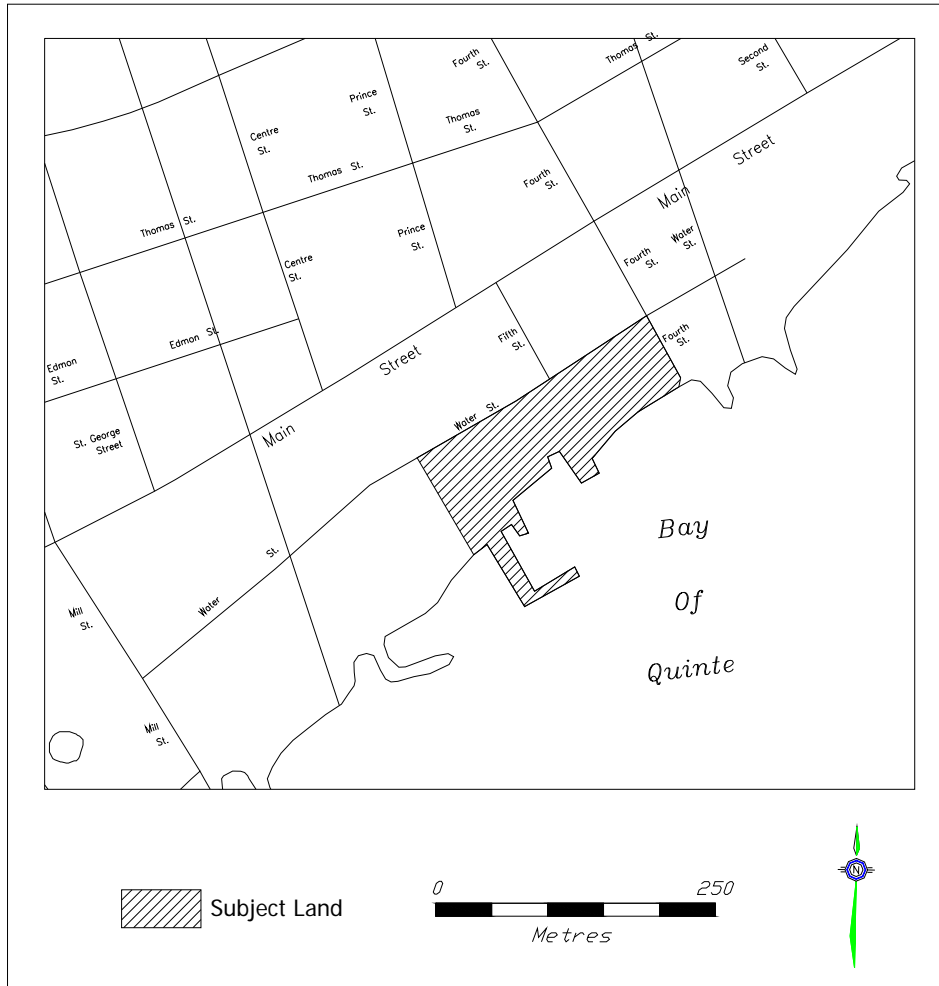 Fourth
St.
Thomas St.
Second
St.
Prince
St.
Thomas
St.
Centre
St.
Thomas St.
Fourth
St.
Main Street
Thomas St.
Prince
St.
Centre
St.
Fourth
St.
Water
St.
Edmon
St.
Edmon St.
Fifth
St.
Fourth
St.
Main Street
Water St.
St. George
Street
Bay
Of
Quinte
Water St.
Mill
St.
Mill
St.
Subject Land
0 250
Metres
N